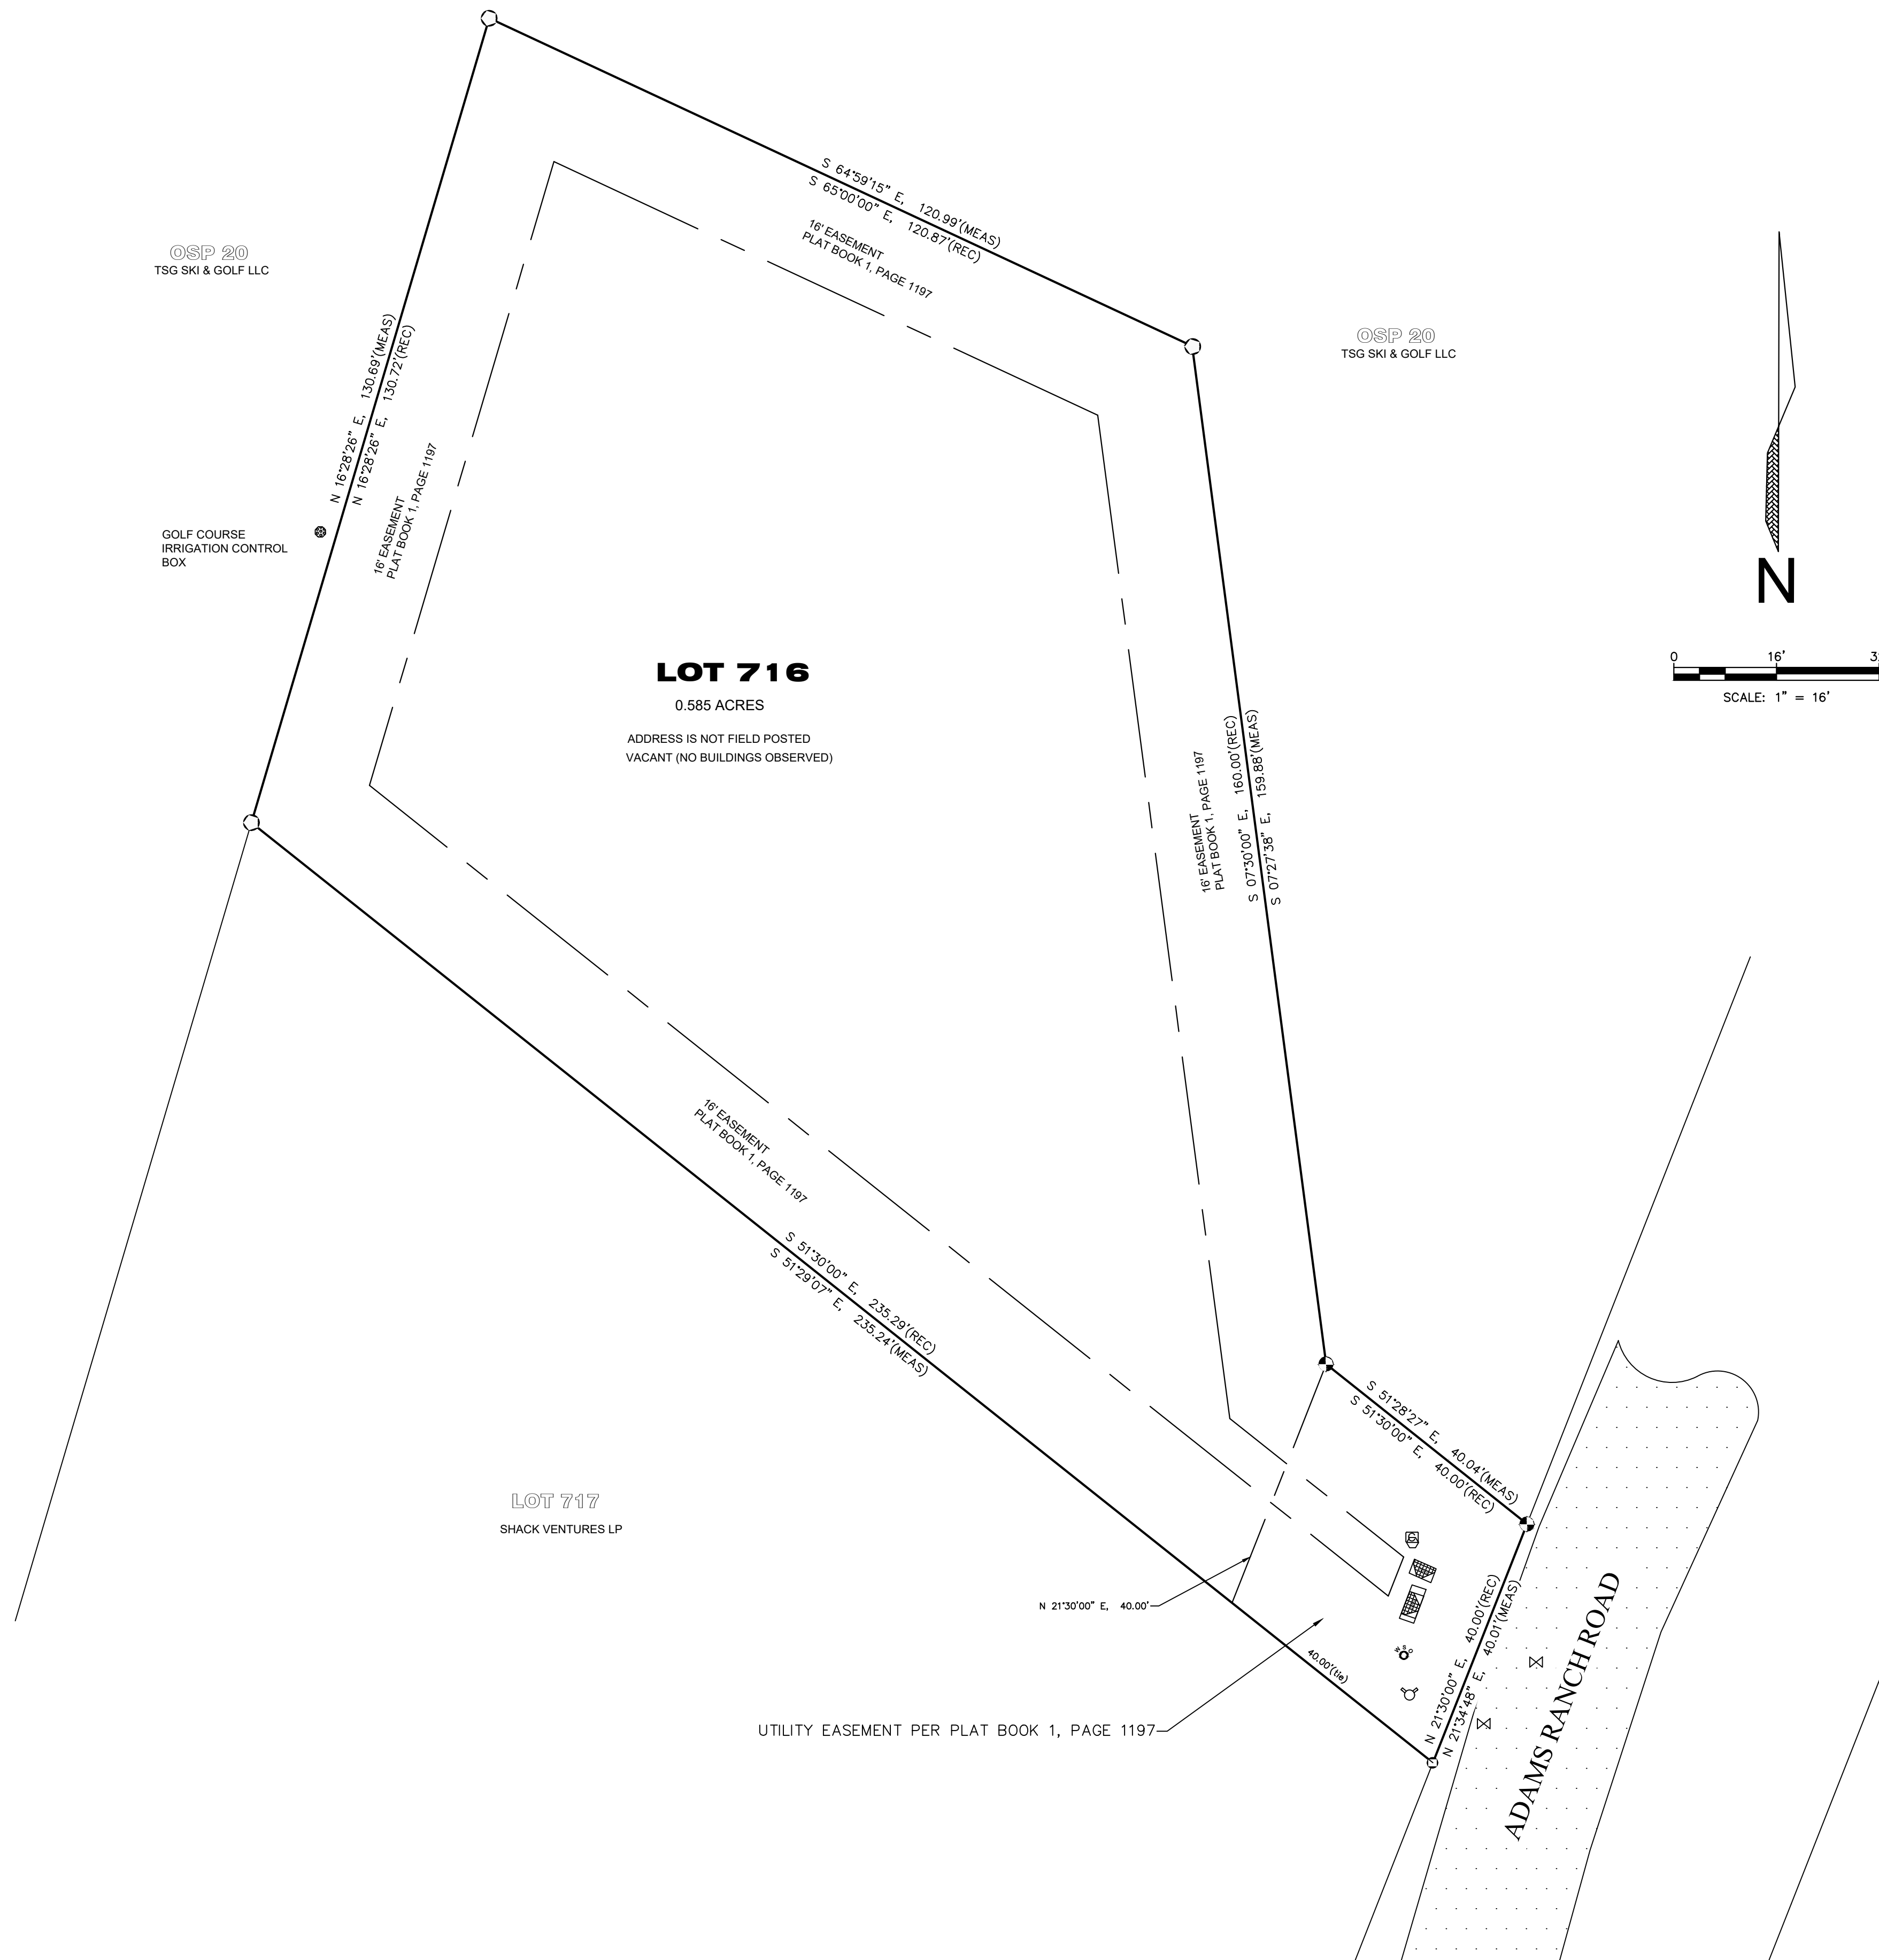 S 64°59'15" E, 120.99'(MEAS)
S 65°00'00" E, 120.87'(REC)
16' EASEMENT
PLAT BOOK 1, PAGE 1197
OSP 20
TSG SKI & GOLF LLC
OSP 20
TSG SKI & GOLF LLC
N 16°28'26" E, 130.69'(MEAS)
N 16°28'26" E, 130.72'(REC)
16' EASEMENT
PLAT BOOK 1, PAGE 1197
GOLF COURSE
IRRIGATION CONTROL
BOX
N
0 16'
SCALE: 1" = 16'
LOT 716
0.585 ACRES
ADDRESS IS NOT FIELD POSTED
VACANT (NO BUILDINGS OBSERVED)
16' EASEMENT
PLAT BOOK 1, PAGE 1197
S 07°30'00" E, 160.00'(REC)
S 07°27'38" E, 159.88'(MEAS)
16' EASEMENT
PLAT BOOK 1, PAGE 1197
S 51°30'00" E, 235.29'(REC)
S 51°29'07" E, 235.24'(MEAS)
S 51°28'27" E, 40.04'(MEAS)
S 51°30'00" E, 40.00'(REC)
LOT 717
SHACK VENTURES LP
N 21°30'00" E, 40.00'
40.00'(tie)
N 21°30'00" E, 40.00'(REC)
N 21°34'48" E, 40.01'(MEAS)
UTILITY EASEMENT PER PLAT BOOK 1, PAGE 1197
ADAMS RANCH ROAD